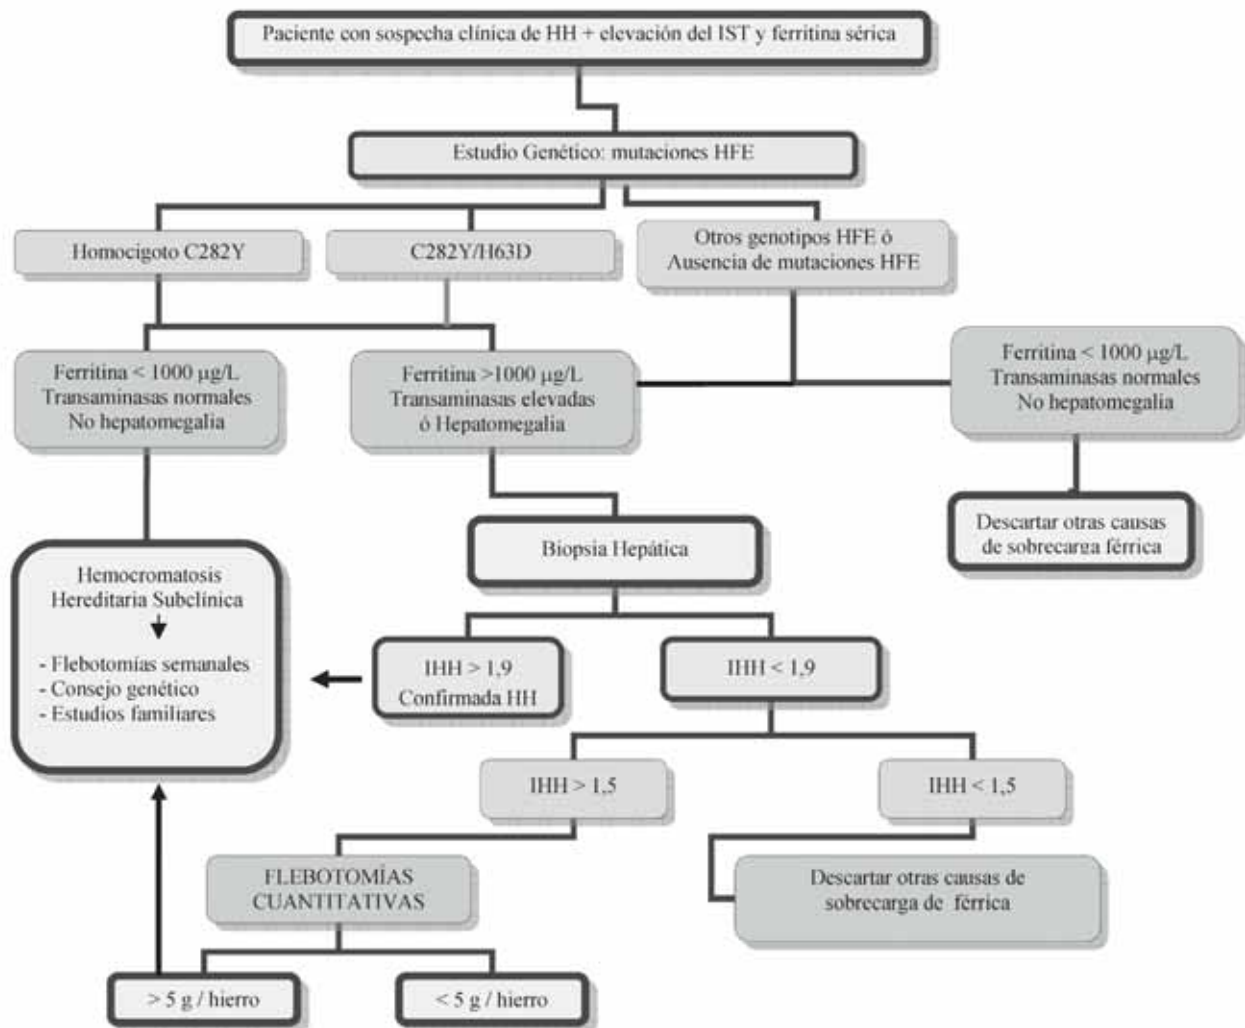 Paciente con sospecha clínica de HH + elevación del IST y ferritina sérica
Estudio Genético: mutaciones HFE
Homocigoto C282Y
C282Y/H63D
Otros genotipos HFE ó
Ausencia de mutaciones HFE
Ferritina < 1000 µg/L
Transaminasas normales
No hepatomegalia
Ferritina >1000 µg/L
Transaminasas elevadas
ó Hepatomegalia
Ferritina < 1000 µg/L
Transaminasas normales
No hepatomegalia
Descartar otras causas
de sobrecarga férrica
Biopsia Hepática
Hemocromatosis
Hereditaria Subclínica
- Flebotomías semanales
- Consejo genético
- Estudios familiares
IHH > 1,9
Confirmada HH
IHH < 1,9
IHH > 1,5
IHH < 1,5
FLEBOTOMÍAS
CUANTITATIVAS
Descartar otras causas de
sobrecarga de férrica
> 5 g / hierro
< 5 g / hierro